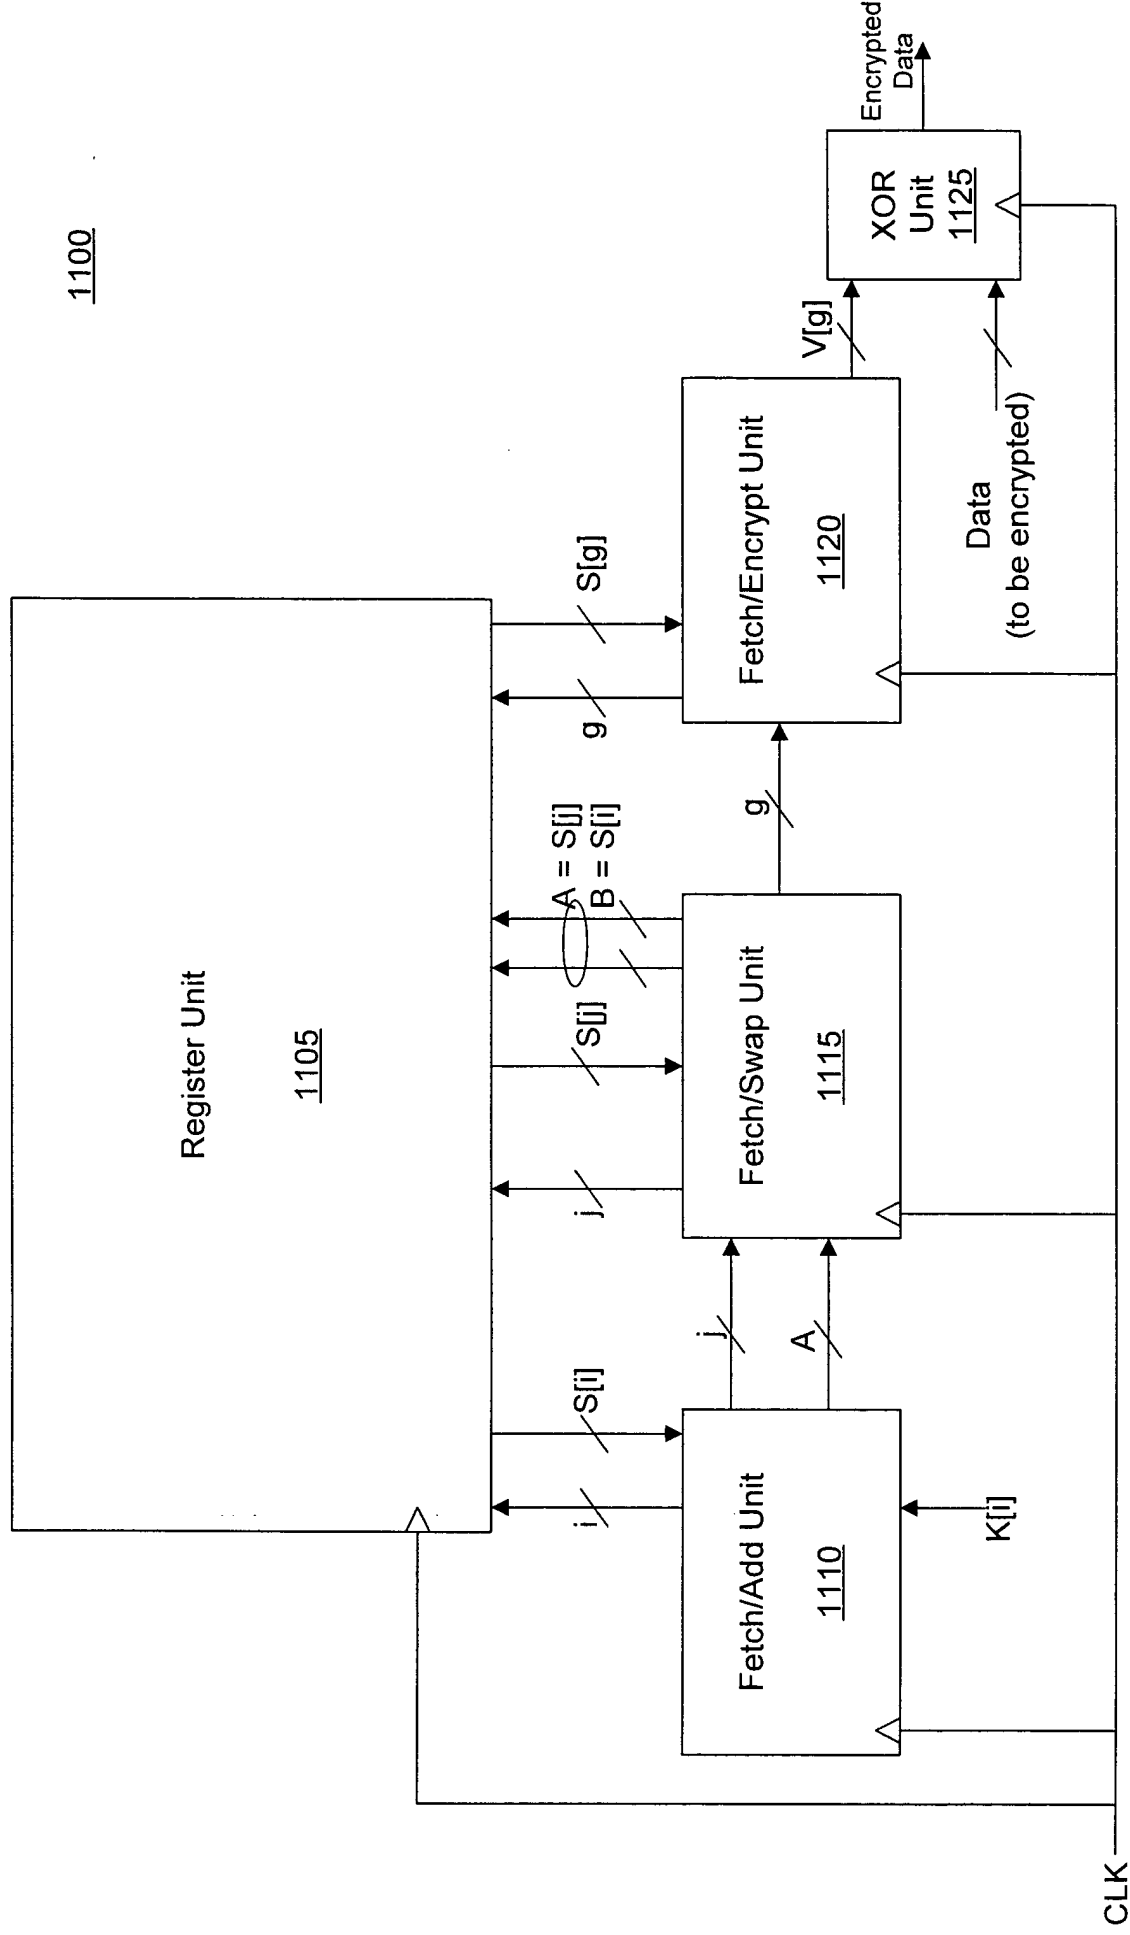 1100
Register Unit
1105
i
S[i]
j
S[j]
A = S[j]
B = S[i]
g
S[g]
Fetch/Add Unit
1110
K[i]
j
A
Fetch/Swap Unit
1115
g
Fetch/Encrypt Unit
1120
V[g]
Data
(to be encrypted)
XOR
Unit
1125
Encrypted
Data
CLK